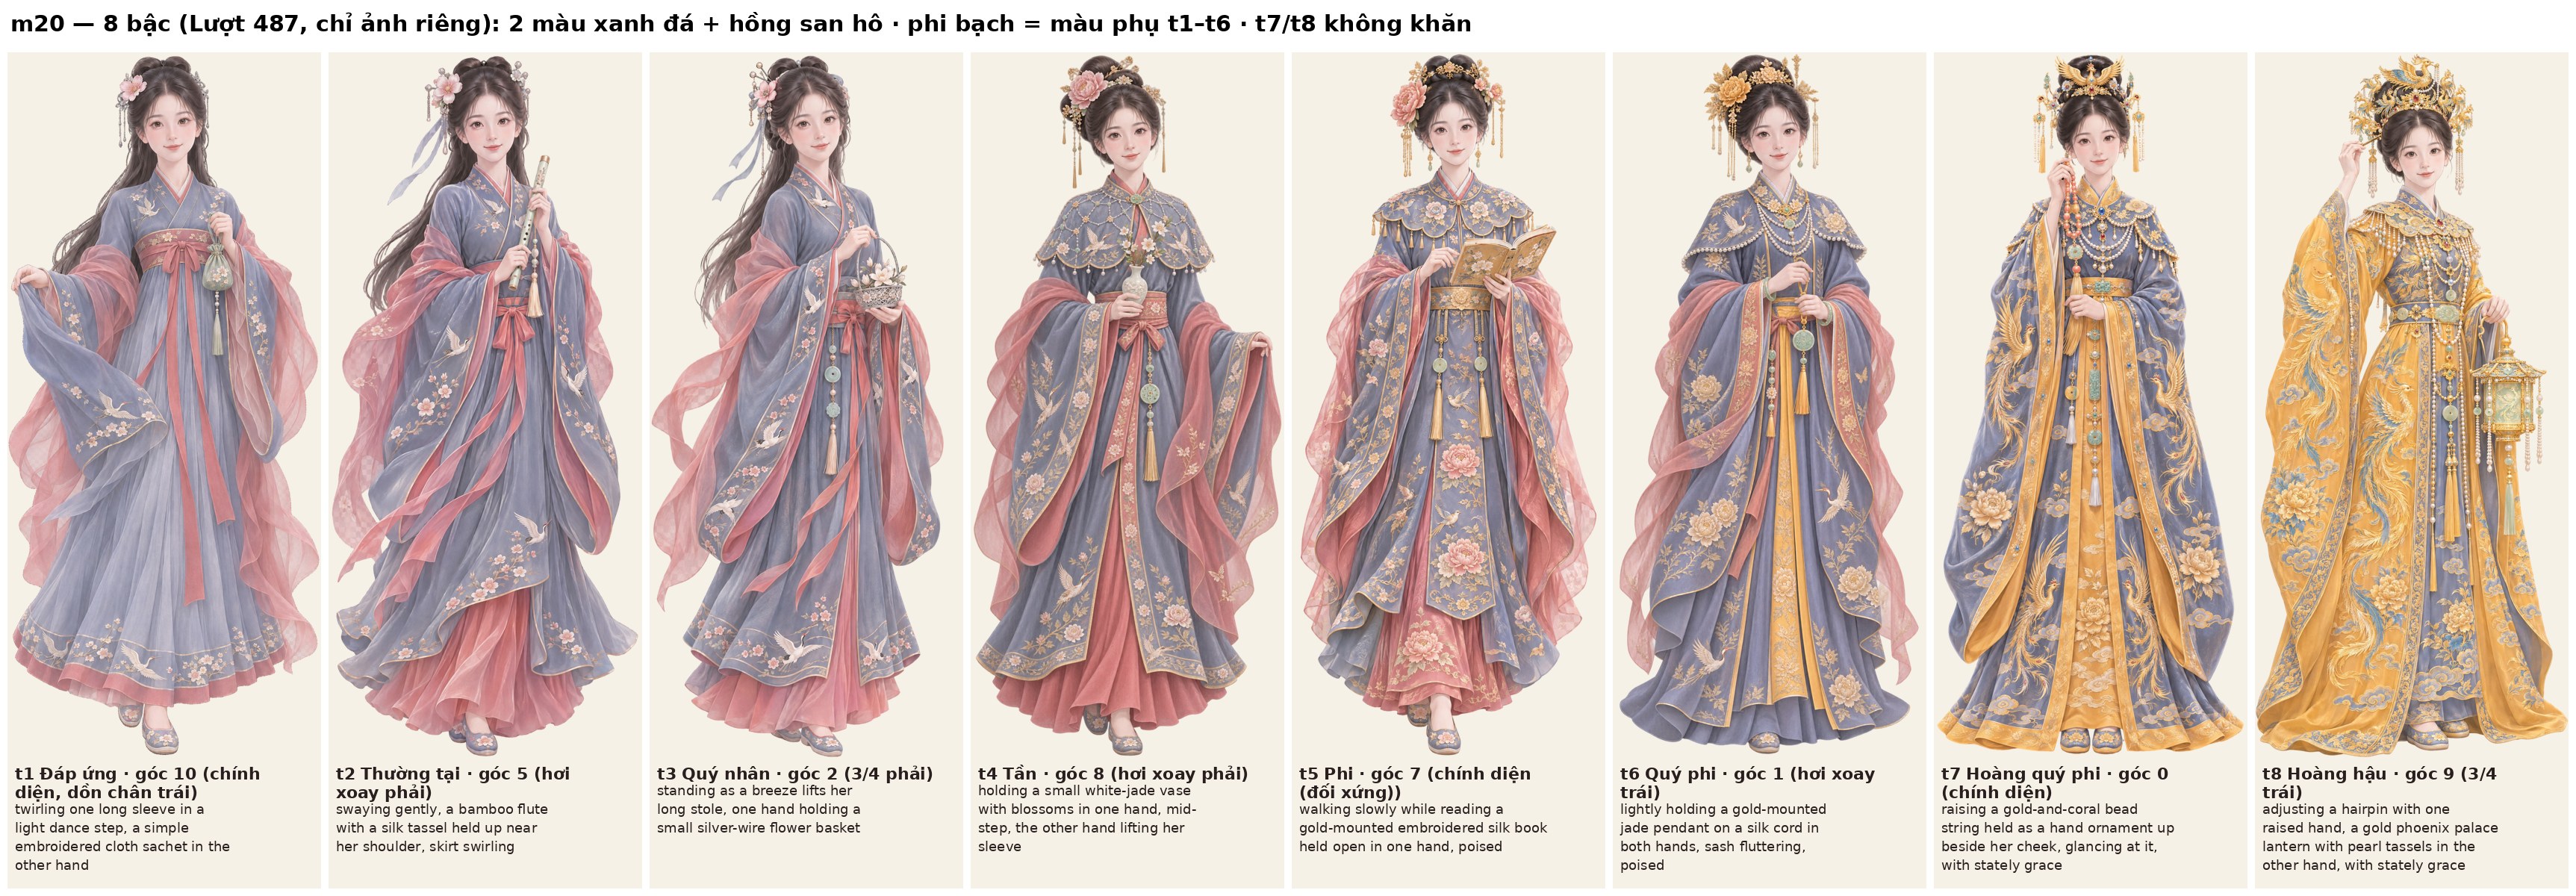 m20 — 8 bậc (Lượt 487, chỉ ảnh riêng): 2 màu xanh đá + hồng san hô · phi bạch = màu phụ t1–t6 · t7/t8 không khăn
t1 Đáp ứng · góc 10 (chính
diện, dồn chân trái)
twirling one long sleeve in a
light dance step, a simple
embroidered cloth sachet in the
other hand
t2 Thường tại · góc 5 (hơi
xoay phải)
swaying gently, a bamboo flute
with a silk tassel held up near
her shoulder, skirt swirling
t3 Quý nhân · góc 2 (3/4 phải)
standing as a breeze lifts her
long stole, one hand holding a
small silver-wire flower basket
t4 Tần · góc 8 (hơi xoay phải)
holding a small white-jade vase
with blossoms in one hand, mid-
step, the other hand lifting her
sleeve
t5 Phi · góc 7 (chính diện
(đối xứng))
walking slowly while reading a
gold-mounted embroidered silk book
held open in one hand, poised
t6 Quý phi · góc 1 (hơi xoay
trái)
lightly holding a gold-mounted
jade pendant on a silk cord in
both hands, sash fluttering,
poised
t7 Hoàng quý phi · góc 0
(chính diện)
raising a gold-and-coral bead
string held as a hand ornament up
beside her cheek, glancing at it,
with stately grace
t8 Hoàng hậu · góc 9 (3/4
trái)
adjusting a hairpin with one
raised hand, a gold phoenix palace
lantern with pearl tassels in the
other hand, with stately grace